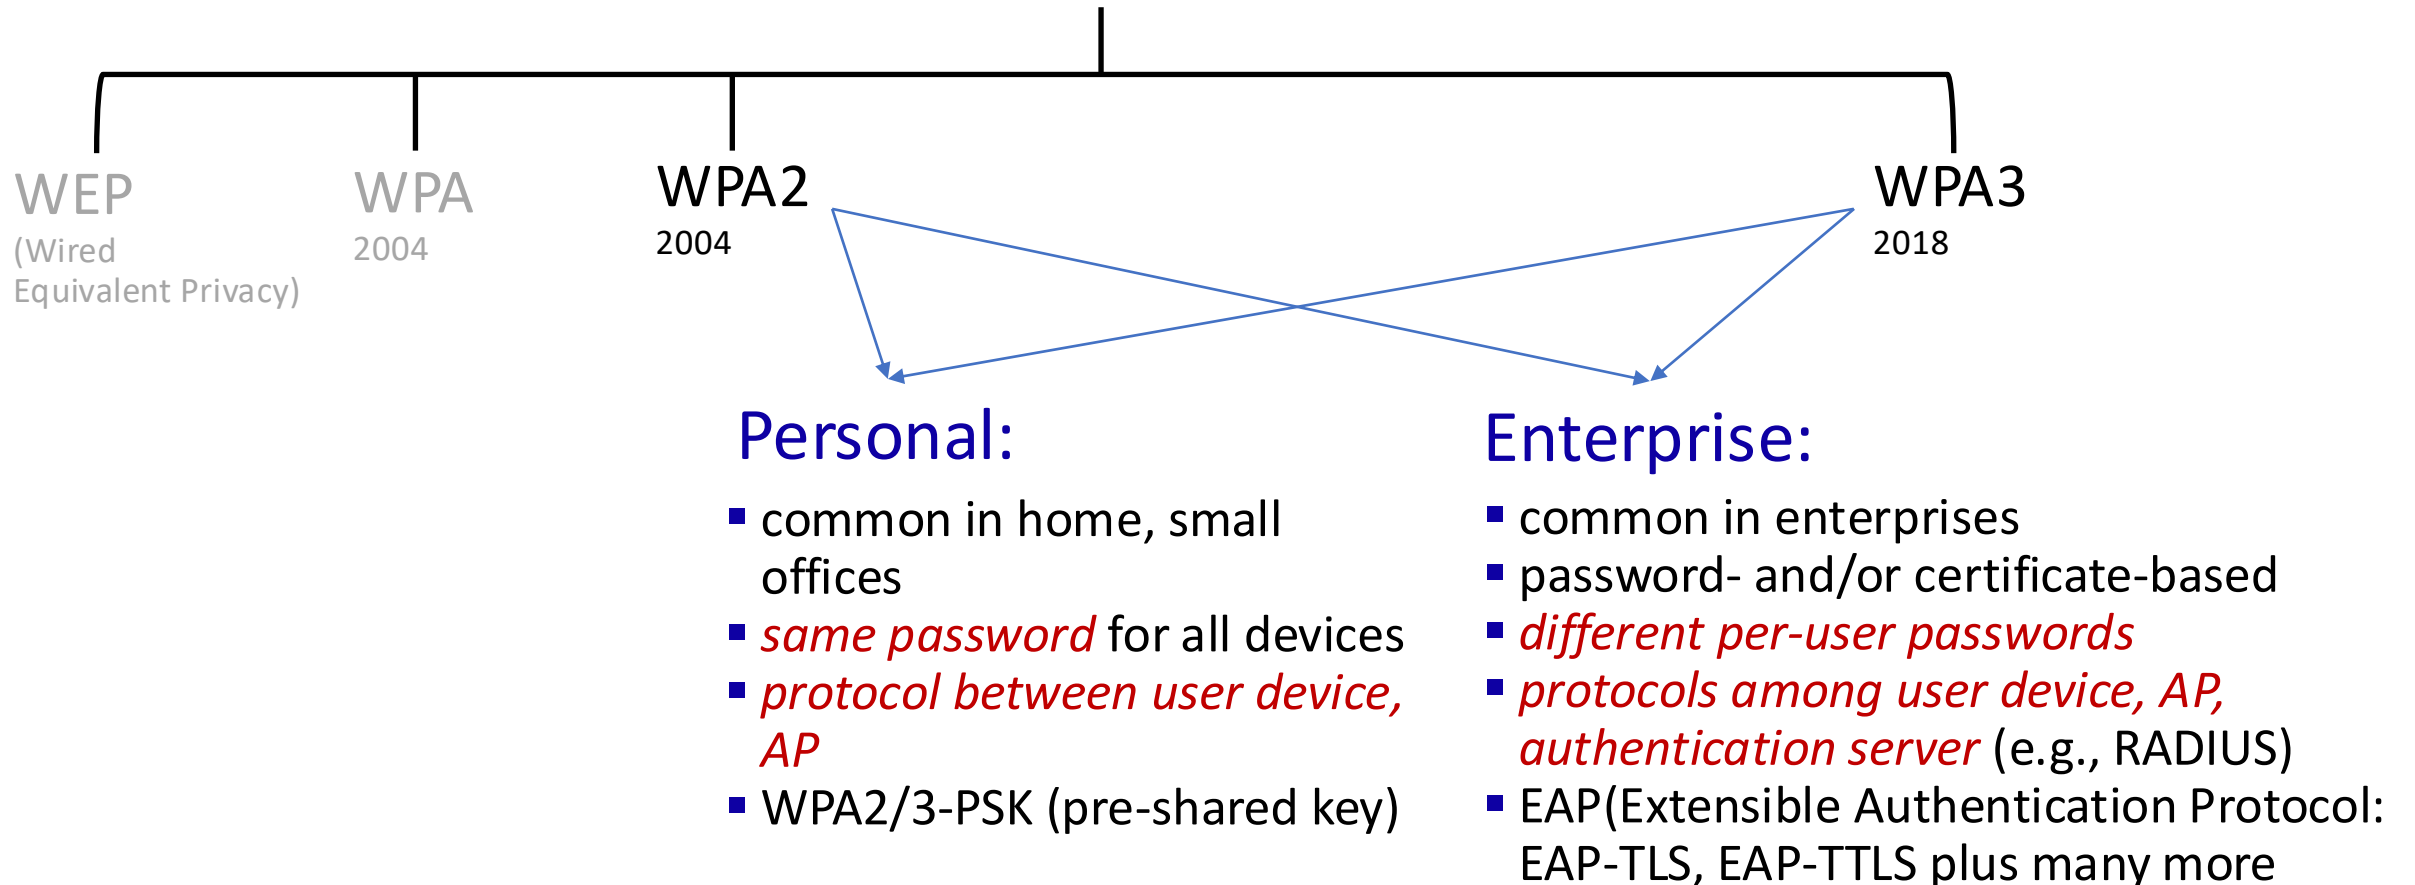 WEP
(Wired
Equivalent Privacy)
WPA
2004
WPA2
2004
WPA3
2018
Personal:
▪ common in home, small
offices
▪ same password for all devices
▪ protocol between user device,
AP
▪ WPA2/3-PSK (pre-shared key)
Enterprise:
▪ common in enterprises
▪ password- and/or certificate-based
▪ different per-user passwords
▪ protocols among user device, AP,
authentication server (e.g., RADIUS)
▪ EAP(Extensible Authentication Protocol:
EAP-TLS, EAP-TTLS plus many more